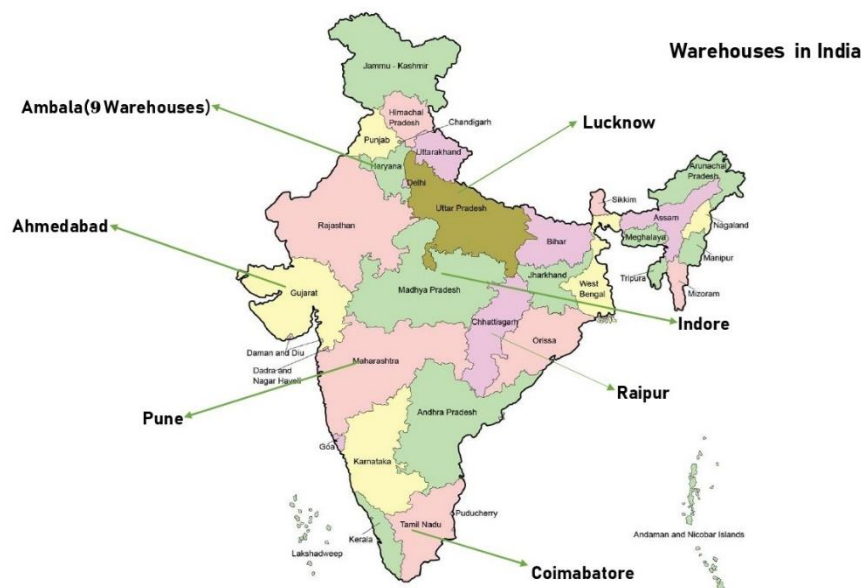 Warehouses in India
Jammu - Kashmir
Ambala(9 Warehouses)
Himachal
Pradesh
Chandigarh
Lucknow
Punjab
Uttarakhand
Haryana
Delhi
Arunachal
Pradesh
Sikkim
Uttar Pradesh
Assam
Nagaland
Ahmedabad
Rajasthan
Bihar
Meghalaya
Manipur
Jharkhand
Tripura
West
Bengal
Gujarat
Madhya Pradesh
Mizoram
Chhattisgarh
Indore
Orissa
Daman and Diu
Maharashtra
Dadra and
Nagar Haveli
Raipur
Pune
Andhra Pradesh
Goa
Karnataka
Puducherry
Tamil Nadu
Andaman and Nicobar Islands
Kerala
Lakshadweep
Coimabatore